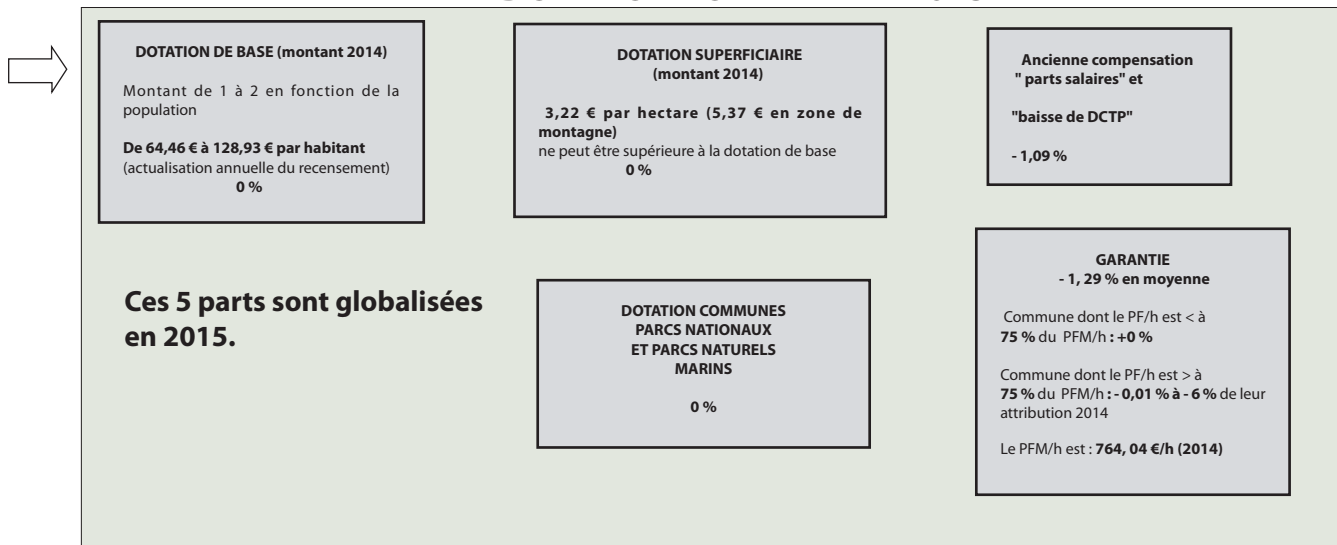 DOTATION DE BASE (montant 2014)
Montant de 1 à 2 en fonction de la
population
De 64,46 € à 128,93 € par habitant
(actualisation annuelle du recensement)
0 %
DOTATION SUPERFICIAIRE
(montant 2014)
3,22 € par hectare (5,37 € en zone de
montagne)
ne peut être supérieure à la dotation de base
0 %
Ancienne compensation
" parts salaires" et
"baisse de DCTP"
- 1,09 %
Ces 5 parts sont globalisées
en 2015.
DOTATION COMMUNES
PARCS NATIONAUX
ET PARCS NATURELS
MARINS
0 %
GARANTIE
- 1, 29 % en moyenne
Commune dont le PF/h est < à
75 % du PFM/h : +0 %
Commune dont le PF/h est > à
75 % du PFM/h : - 0,01 % à - 6 % de leur
attribution 2014
Le PFM/h est : 764, 04 €/h (2014)